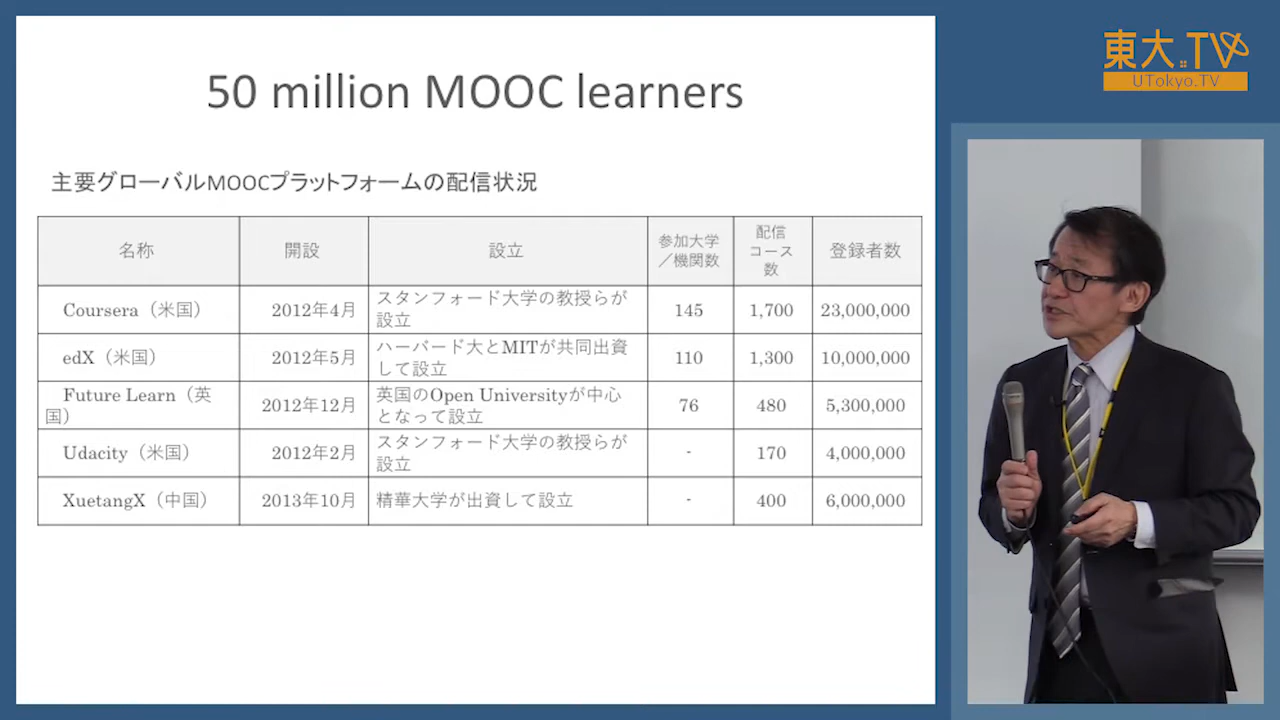 50 million MOOC learners
主要グローバルMOOCプラットフォームの配信状況
名称 開設 設立 参加大学／機関数 配信コース数 登録者数
Coursera（米国） 2012年4月 スタンフォード大学の教授らが設立 145 1,700 23,000,000
edX（米国） 2012年5月 ハーバード大とMITが共同出資して設立 110 1,300 10,000,000
Future Learn（英国） 2012年12月 英国のOpen Universityが中心となって設立 76 480 5,300,000
Udacity（米国） 2012年2月 スタンフォード大学の教授らが設立 - 170 4,000,000
XuetangX（中国） 2013年10月 精華大学が出資して設立 - 400 6,000,000
東大.TV
UTokyo.TV